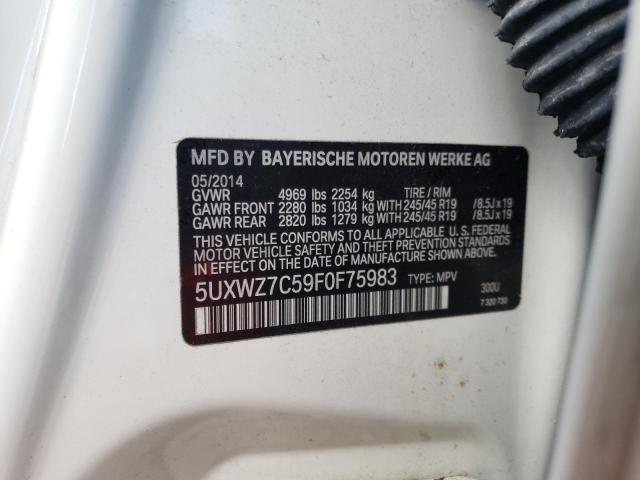 MFD BY BAYERISCHE MOTOREN WERKE AG
05/2014
GVWR 4969 lbs 2254 kg TIRE / RIM
GAWR FRONT 2280 lbs 1034 kg WITH 245/45 R19 / 8.5J x 19
GAWR REAR 2820 lbs 1279 kg WITH 245/45 R19 / 8.5J x 19
THIS VEHICLE CONFORMS TO ALL APPLICABLE U.S. FEDERAL
MOTOR VEHICLE SAFETY AND THEFT PREVENTION STANDARDS
IN EFFECT ON THE DATE OF MANUFACTURE SHOWN ABOVE.
5UXWZ7C59F0F75983 TYPE: MPV 300U
7 320 730